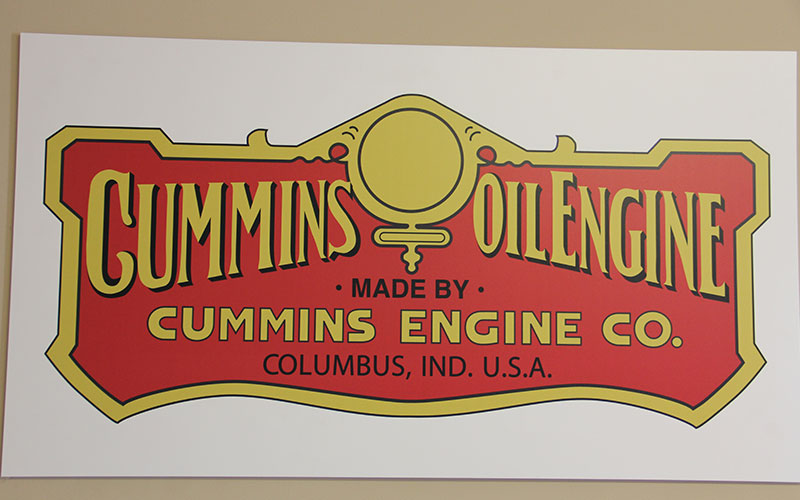 CUMMINS OIL ENGINE
· MADE BY ·
CUMMINS ENGINE CO.
COLUMBUS, IND. U.S.A.